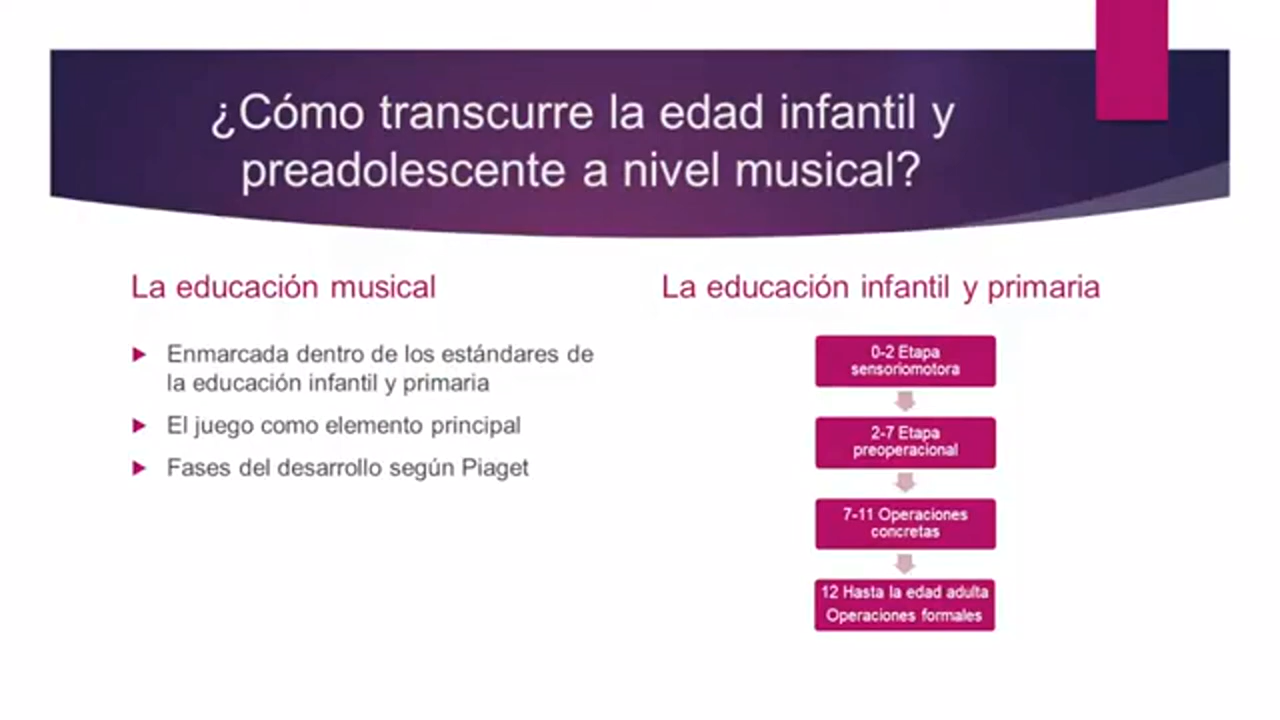 ¿Cómo transcurre la edad infantil y
preadolescente a nivel musical?
La educación musical
Enmarcada dentro de los estándares de
la educación infantil y primaria
El juego como elemento principal
Fases del desarrollo según Piaget
La educación infantil y primaria
0-2 Etapa
sensoriomotora
2-7 Etapa
preoperacional
7-11 Operaciones
concretas
12 Hasta la edad adulta
Operaciones formales